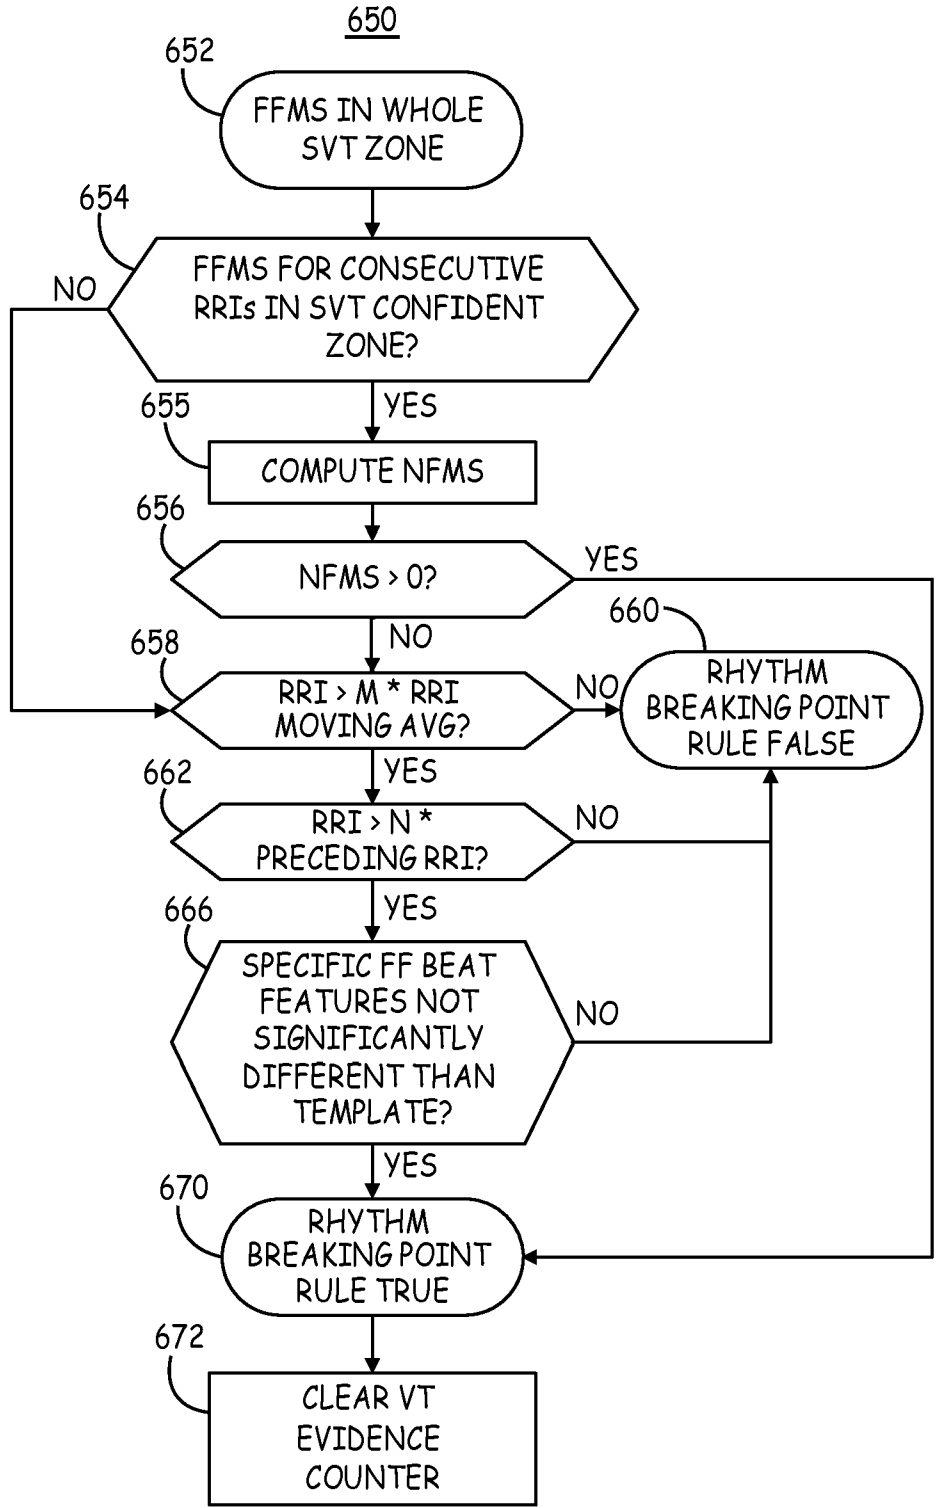 650
652
FFMS IN WHOLE
SVT ZONE
654
FFMS FOR CONSECUTIVE
RRIs IN SVT CONFIDENT
ZONE?
NO
YES
655
COMPUTE NFMS
656
NFMS > 0?
YES
NO
660
RHYTHM
BREAKING POINT
RULE FALSE
658
RRI > M * RRI
MOVING AVG?
NO
YES
662
RRI > N *
PRECEDING RRI?
NO
YES
666
SPECIFIC FF BEAT
FEATURES NOT
SIGNIFICANTLY
DIFFERENT THAN
TEMPLATE?
NO
YES
670
RHYTHM
BREAKING POINT
RULE TRUE
672
CLEAR VT
EVIDENCE
COUNTER